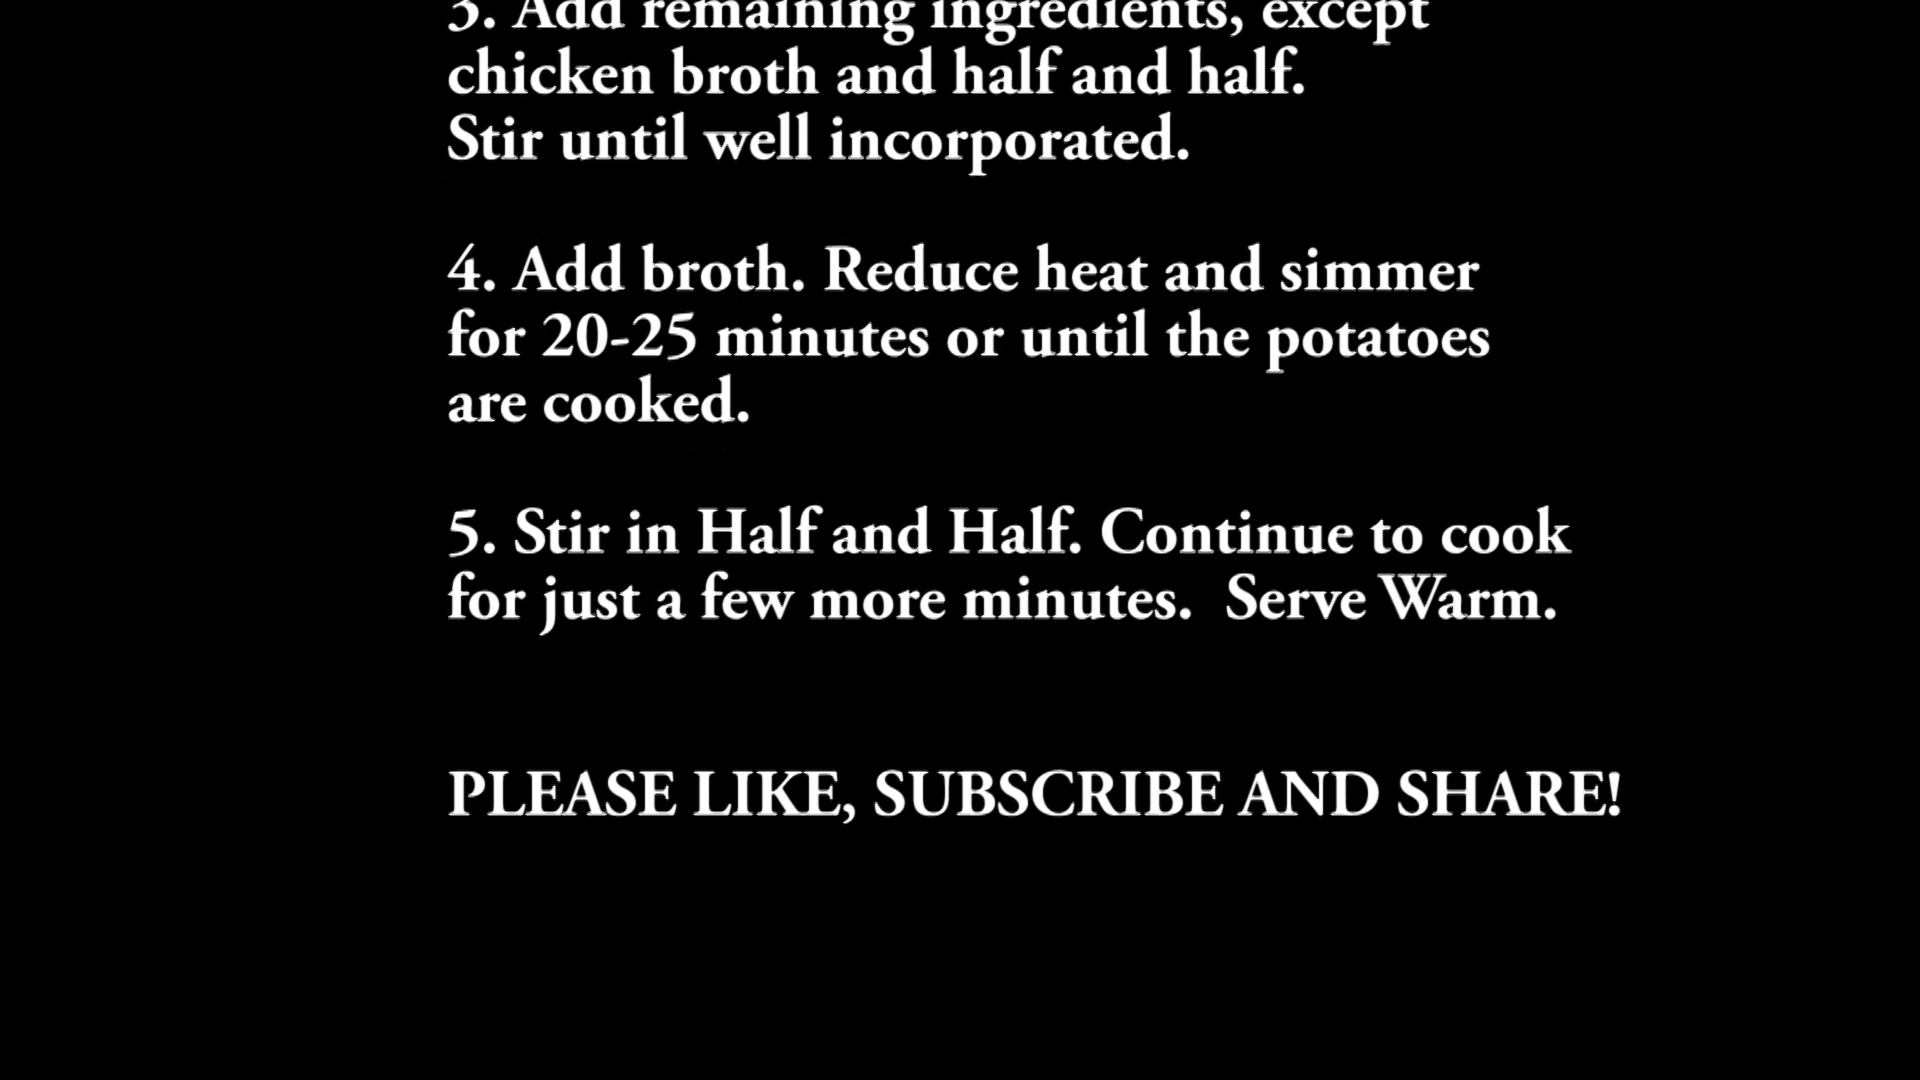 3. Add remaining ingredients, except
chicken broth and half and half.
Stir until well incorporated.
4. Add broth. Reduce heat and simmer
for 20-25 minutes or until the potatoes
are cooked.
5. Stir in Half and Half. Continue to cook
for just a few more minutes.  Serve Warm.
PLEASE LIKE, SUBSCRIBE AND SHARE!